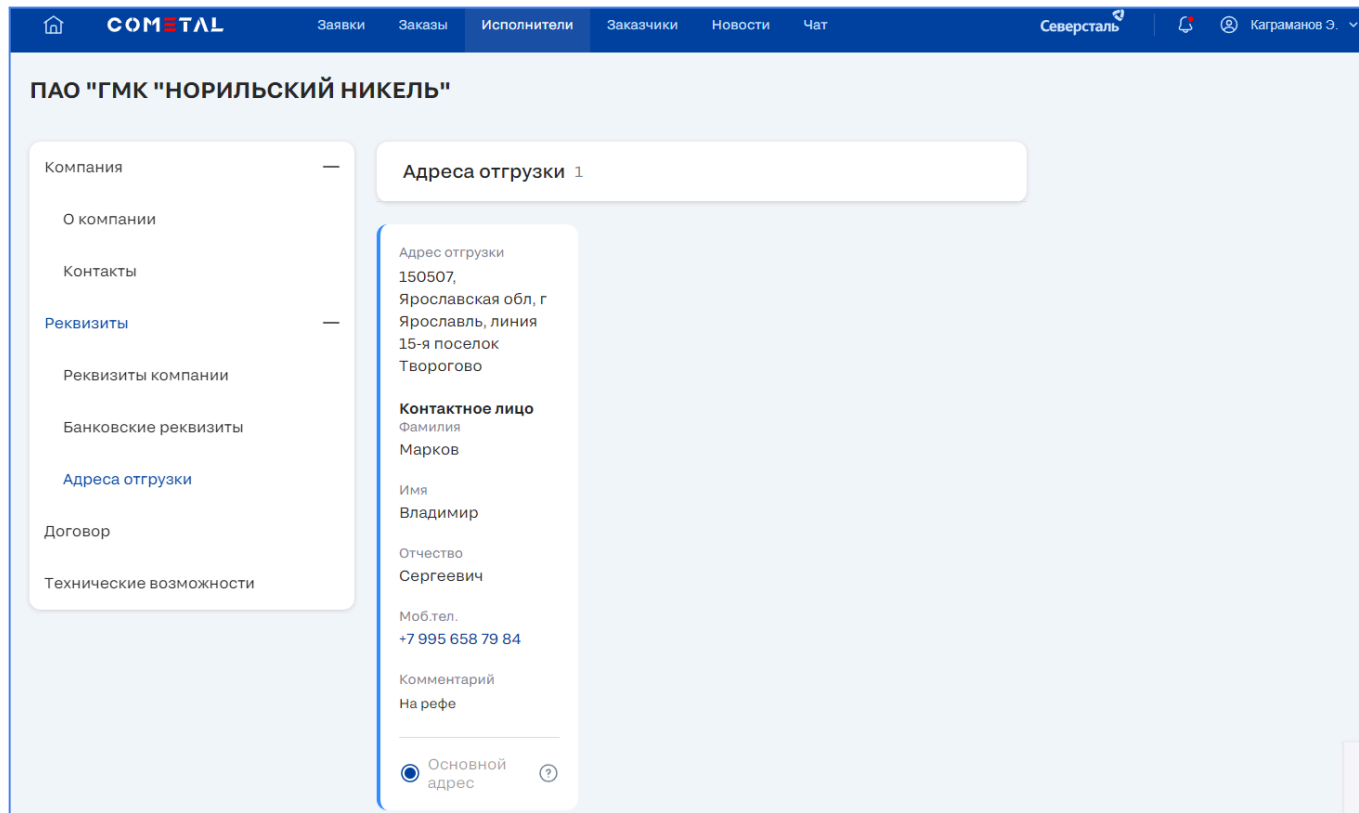 COMETAL
Заявки
Заказы
Исполнители
Заказчики
Новости
Чат
Северсталь
Каграманов Э.
ПАО "ГМК "НОРИЛЬСКИЙ НИКЕЛЬ"
Компания
О компании
Контакты
Реквизиты
Реквизиты компании
Банковские реквизиты
Адреса отгрузки
Договор
Технические возможности
Адреса отгрузки 1
Адрес отгрузки
150507,
Ярославская обл, г
Ярославль, линия
15-я поселок
Творогово
Контактное лицо
Фамилия
Марков
Имя
Владимир
Отчество
Сергеевич
Моб.тел.
+7 995 658 79 84
Комментарий
На рефе
Основной
адрес
?